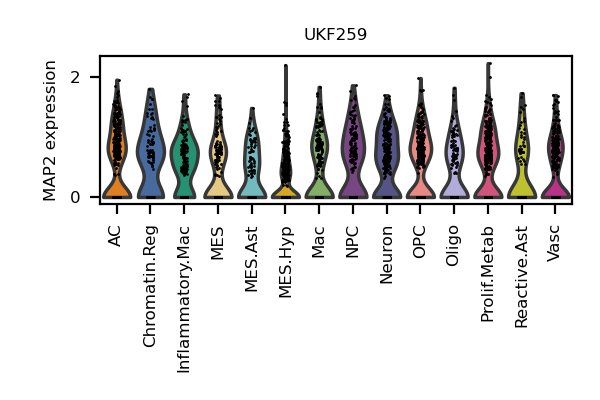 UKF259
MAP2 expression
2
0
AC
Chromatin.Reg
Inflammatory.Mac
MES
MES.Ast
MES.Hyp
Mac
NPC
Neuron
OPC
Oligo
Prolif.Metab
Reactive.Ast
Vasc